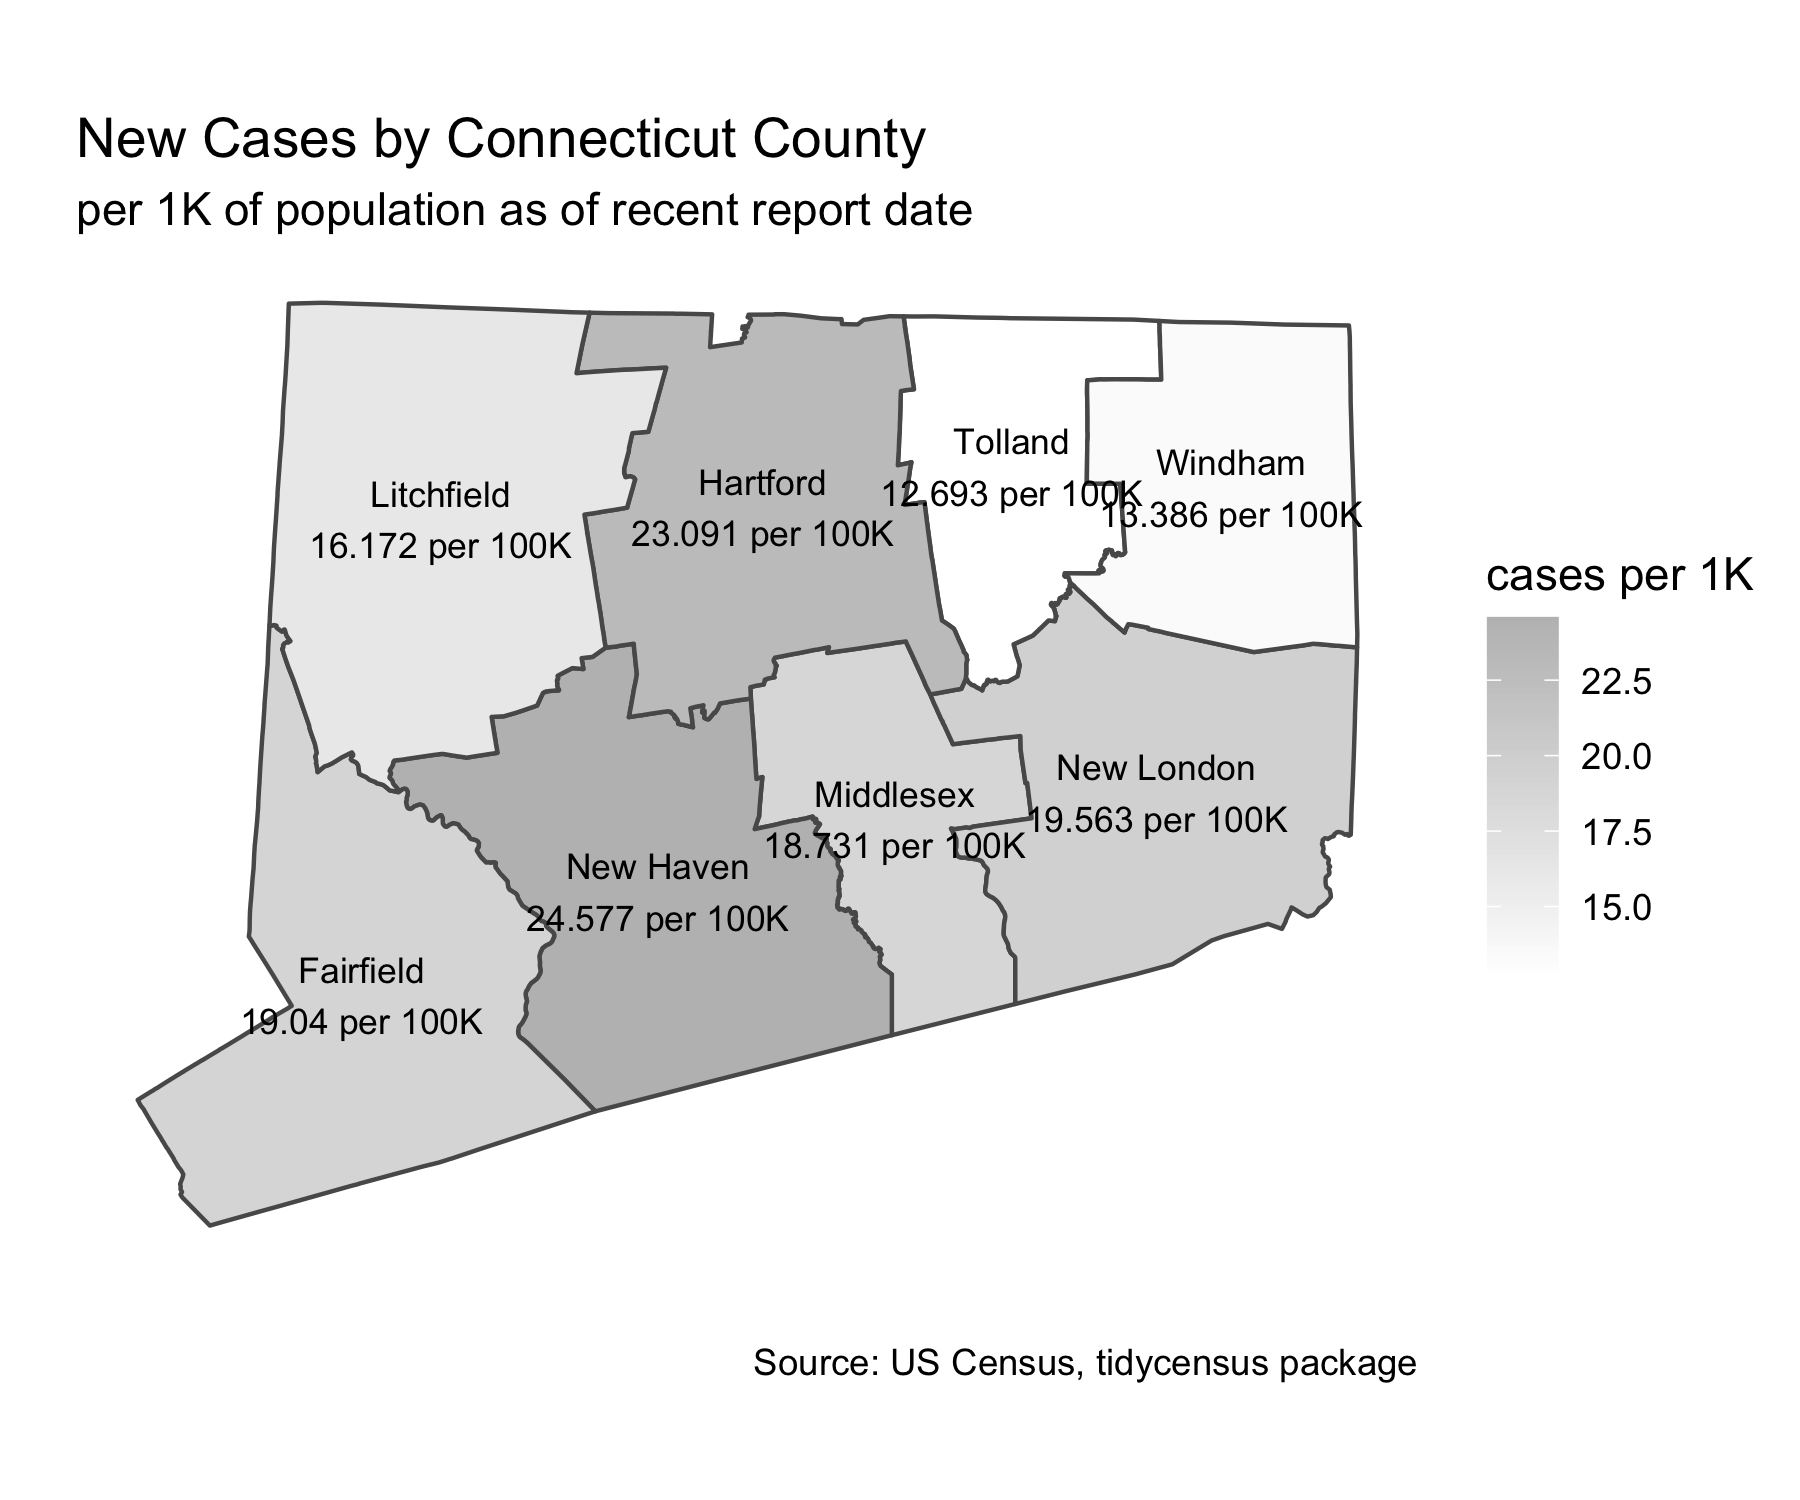 New Cases by Connecticut County
per 1K of population as of recent report date
Litchfield
16.172 per 100K
Hartford
23.091 per 100K
Tolland
12.693 per 100K
Windham
13.386 per 100K
New London
19.563 per 100K
Middlesex
18.731 per 100K
New Haven
24.577 per 100K
Fairfield
19.04 per 100K
cases per 1K
22.5
20.0
17.5
15.0
Source: US Census, tidycensus package